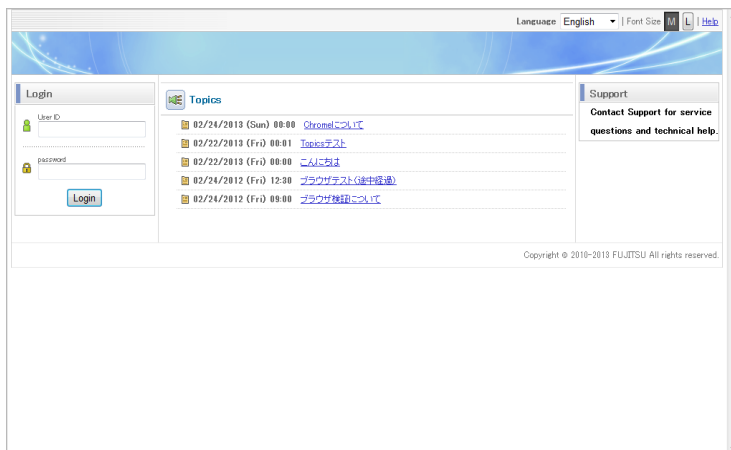 Language English | Font Size M L | Help
Login
User ID
password
Login
Topics
02/24/2013 (Sun) 00:00 Chromeについて
02/22/2013 (Fri) 00:01 Topicsテスト
02/22/2013 (Fri) 00:00 こんにちは
02/24/2012 (Fri) 12:30 ブラウザテスト(途中経過)
02/24/2012 (Fri) 09:00 ブラウザ検証について
Support
Contact Support for service
questions and technical help.
Copyright © 2010-2013 FUJITSU All rights reserved.